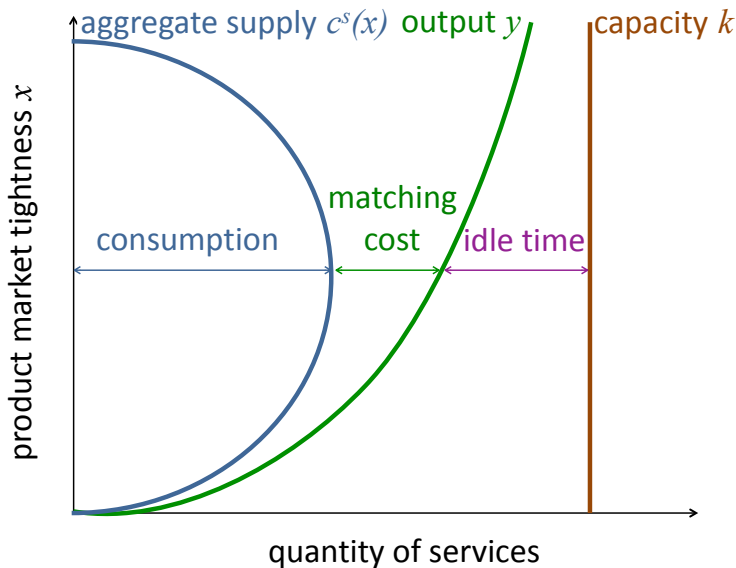 aggregate supply c^s(x)
output y
capacity k
product market tightness x
matching
cost
consumption
idle time
quantity of services